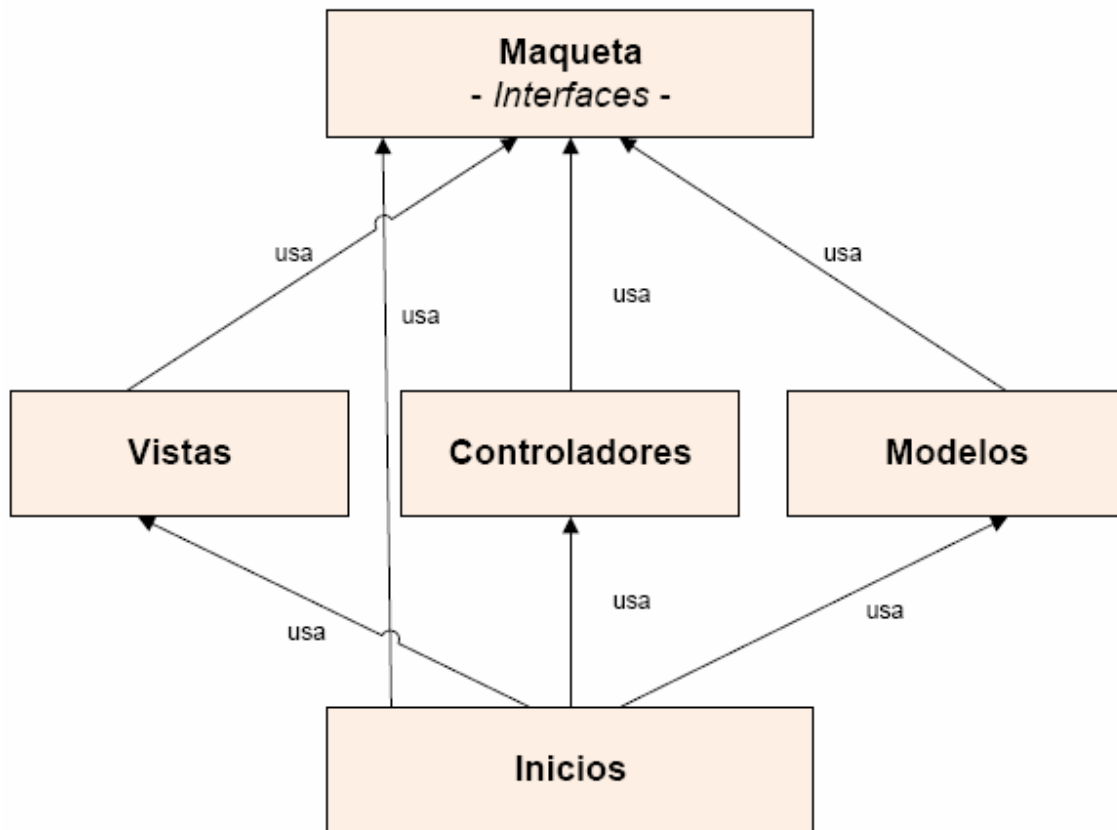 Maqueta
- Interfaces -
usa
usa
usa
usa
Vistas
Controladores
Modelos
usa
usa
usa
Inicios